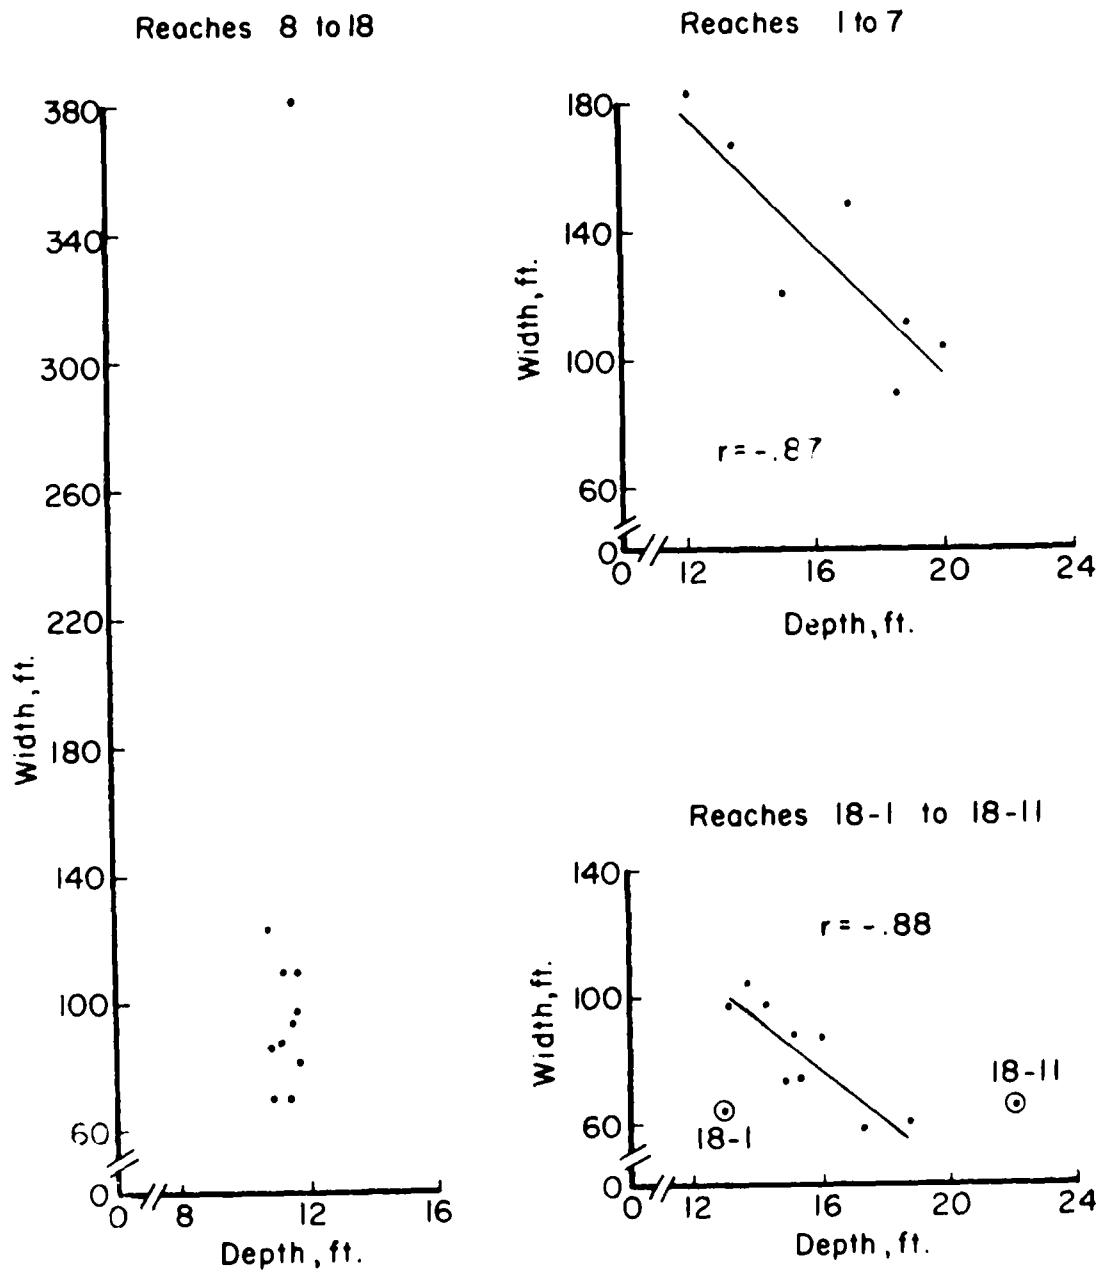 Reaches 8 to 18
380
340
300
260
220
180
140
100
60
0
Width, ft.
0 8 12 16
Depth, ft.
Reaches 1 to 7
180
140
100
60
0
Width, ft.
r = -.87
0 12 16 20 24
Depth, ft.
Reaches 18-1 to 18-11
140
100
60
0
Width, ft.
r = -.88
18-11
18-1
0 12 16 20 24
Depth, ft.